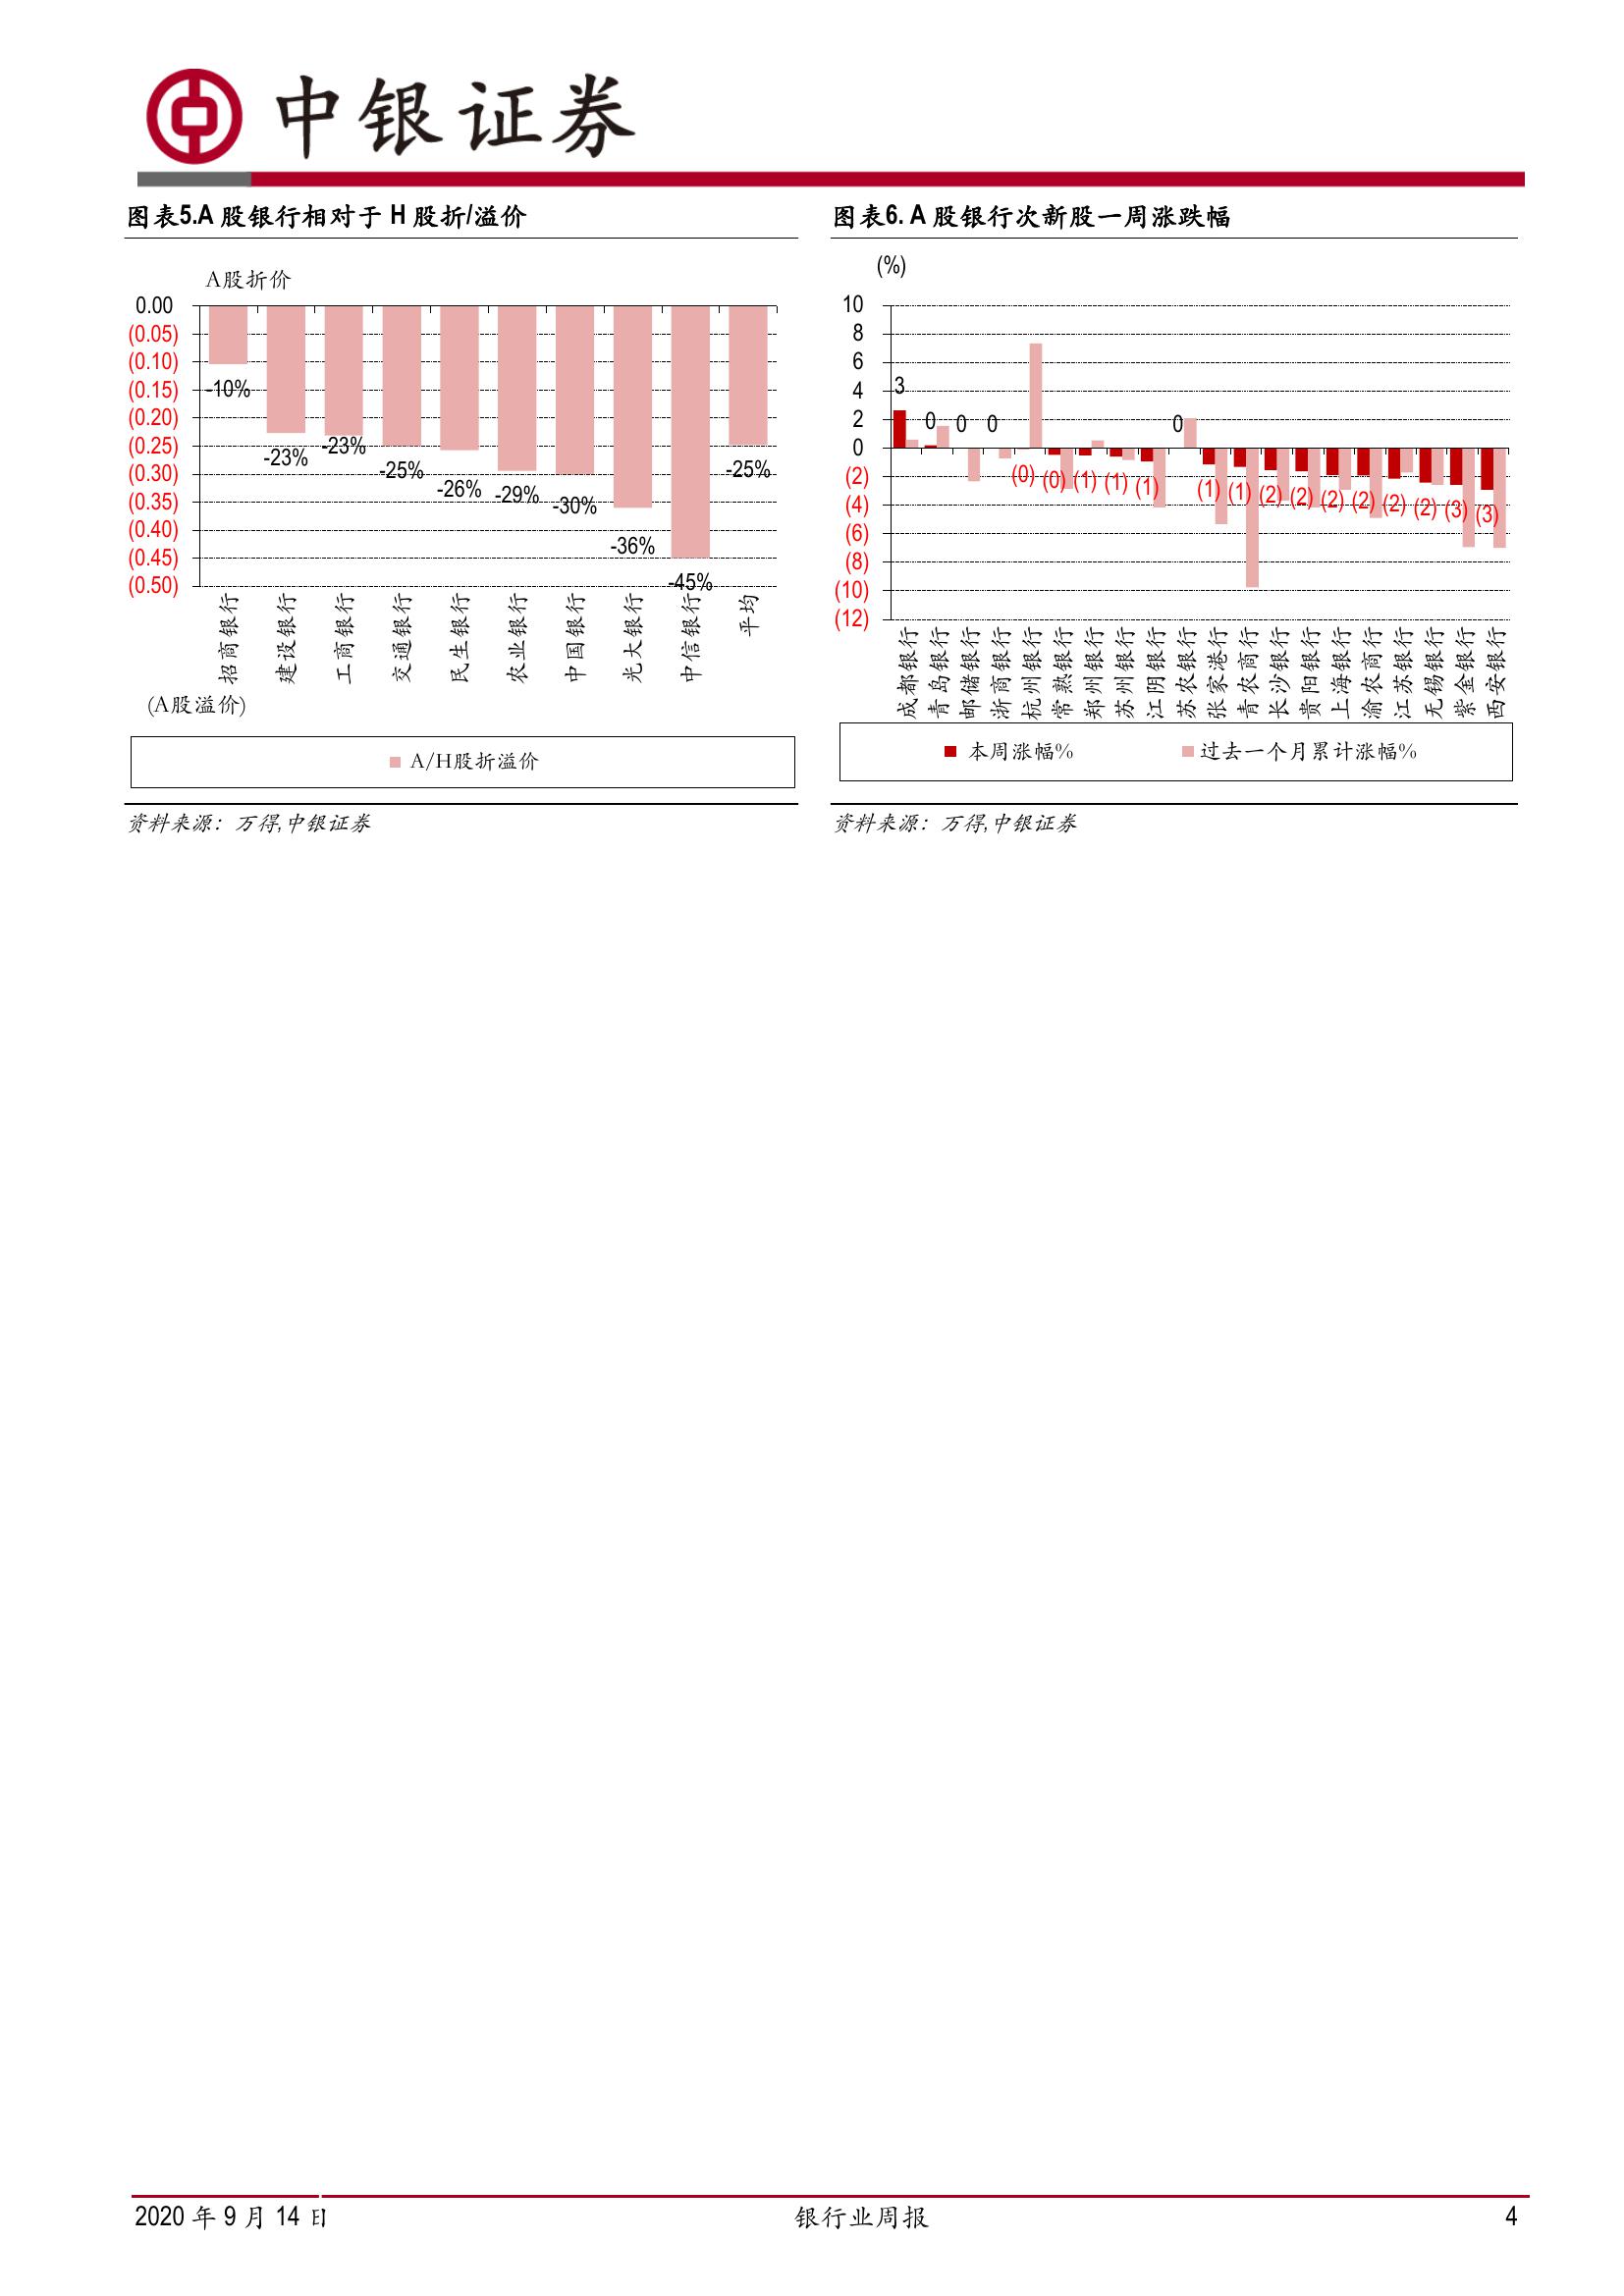 中银证券
图表5.A 股银行相对于 H 股折/溢价
A股折价
0.00
(0.05)
(0.10)
(0.15)
(0.20)
(0.25)
(0.30)
(0.35)
(0.40)
(0.45)
(0.50)
-10%
-23%
-23%
-25%
-26%
-29%
-30%
-36%
-45%
-25%
招商银行
建设银行
工商银行
交通银行
民生银行
农业银行
中国银行
光大银行
中信银行
平均
(A股溢价)
A/H股折溢价
资料来源：万得,中银证券
图表6. A 股银行次新股一周涨跌幅
(%)
10
8
6
4
2
0
(2)
(4)
(6)
(8)
(10)
(12)
3
0
0
0
(0)
(0)
(1)
(1)
(1)
0
(1)
(1)
(2)
(2)
(2)
(2)
(2)
(2)
(3)
(3)
成都银行
青岛银行
邮储银行
浙商银行
杭州银行
常熟银行
郑州银行
苏州银行
江阴银行
苏农银行
张家港行
青农商行
长沙银行
贵阳银行
上海银行
渝农商行
江苏银行
无锡银行
紫金银行
西安银行
本周涨幅%
过去一个月累计涨幅%
资料来源：万得,中银证券
2020 年 9 月 14 日
银行业周报
4